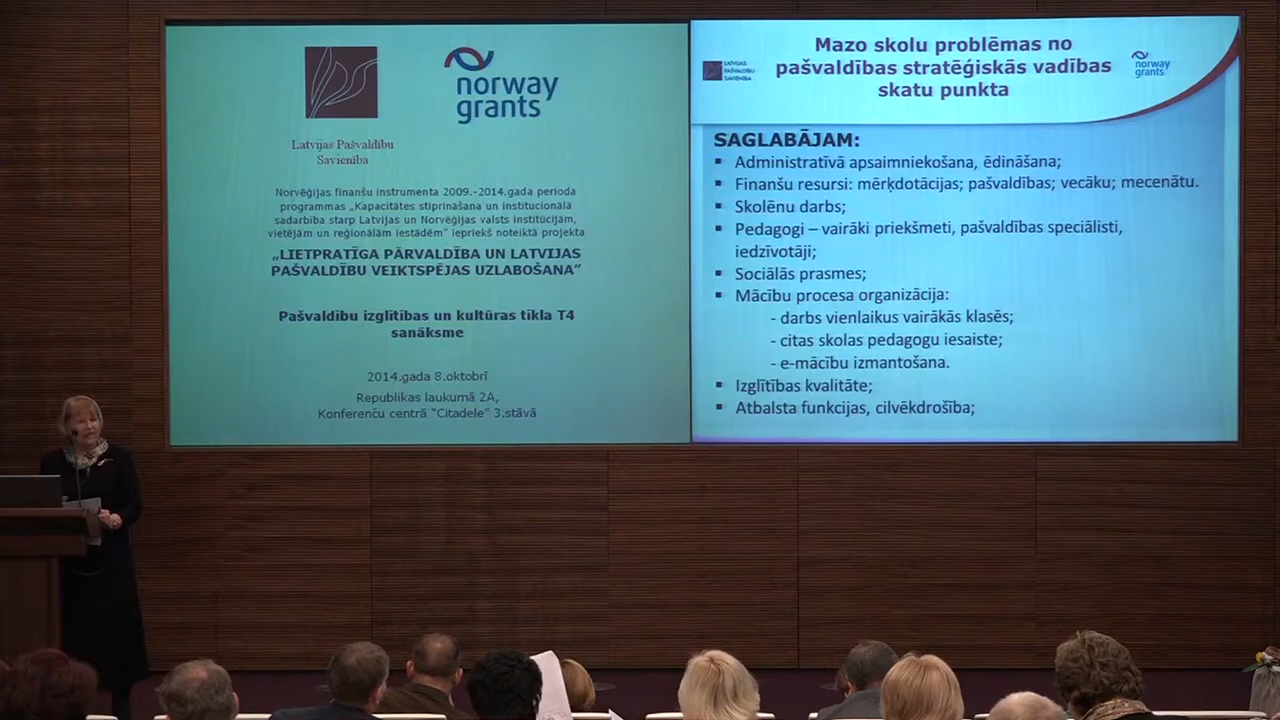 norway
grants
Latvijas Pašvaldību
Savienība
Norvēģijas finanšu instrumenta 2009.-2014.gada perioda
programmas „Kapacitātes stiprināšana un institucionālā
sadarbība starp Latvijas un Norvēģijas valsts institūcijām,
vietējām un reģionālām iestādēm” iepriekš noteiktā projekta
„LIETPRATĪGA PĀRVALDĪBA UN LATVIJAS
PAŠVALDĪBU VEIKTSPĒJAS UZLABOŠANA”
Pašvaldību izglītības un kultūras tīkla T4
sanāksme
2014.gada 8.oktobrī
Republikas laukumā 2A,
Konferenču centrā “Citadele” 3.stāvā
LATVIJAS
PAŠVALDĪBU
SAVIENĪBA
Mazo skolu problēmas no
pašvaldības stratēģiskās vadības
skatu punkta
norway
grants
SAGLABĀJAM:
▪ Administratīvā apsaimniekošana, ēdināšana;
▪ Finanšu resursi: mērķdotācijas; pašvaldības; vecāku; mecenātu.
▪ Skolēnu darbs;
▪ Pedagogi – vairāki priekšmeti, pašvaldības speciālisti,
iedzīvotāji;
▪ Sociālās prasmes;
▪ Mācību procesa organizācija:
- darbs vienlaikus vairākās klasēs;
- citas skolas pedagogu iesaiste;
- e-mācību izmantošana.
▪ Izglītības kvalitāte;
▪ Atbalsta funkcijas, cilvēkdrošība;